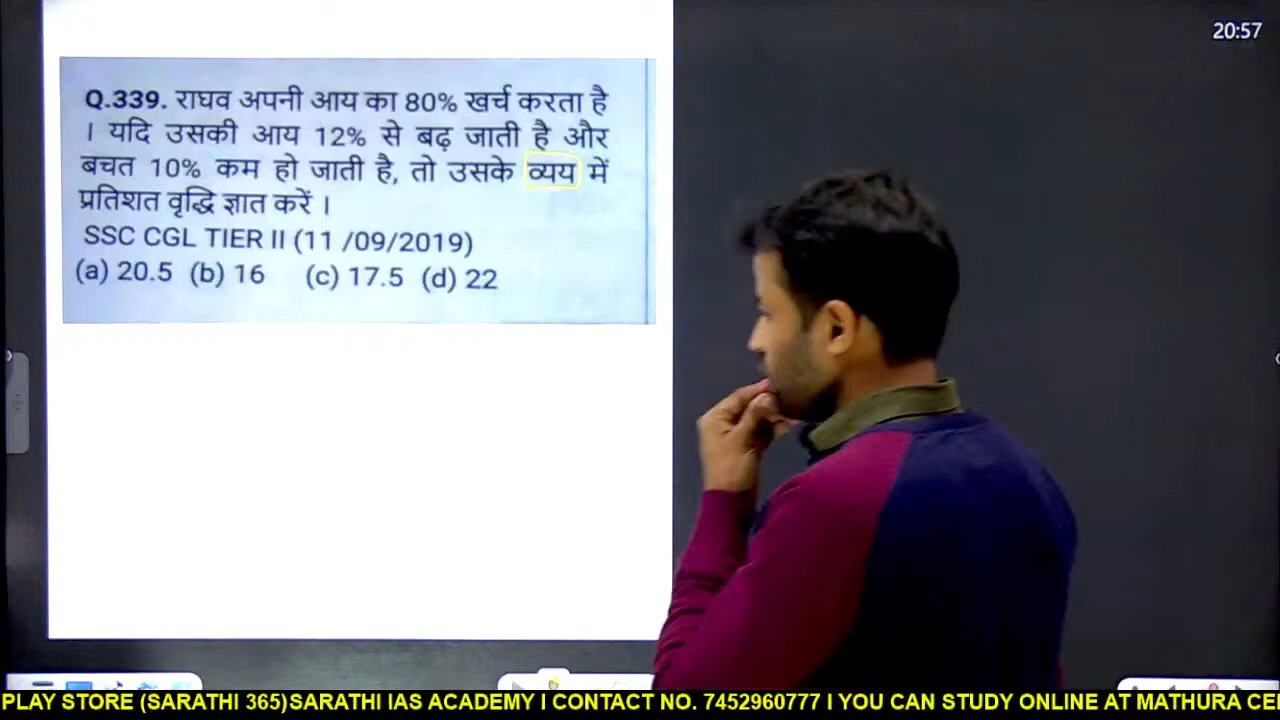 20:57
Q.339. राघव अपनी आय का 80% खर्च करता है
। यदि उसकी आय 12% से बढ़ जाती है और
बचत 10% कम हो जाती है, तो उसके व्यय में
प्रतिशत वृद्धि ज्ञात करें ।
SSC CGL TIER II (11 /09/2019)
(a) 20.5 (b) 16 (c) 17.5 (d) 22
PLAY STORE (SARATHI 365)SARATHI IAS ACADEMY I CONTACT NO. 7452960777 I YOU CAN STUDY ONLINE AT MATHURA